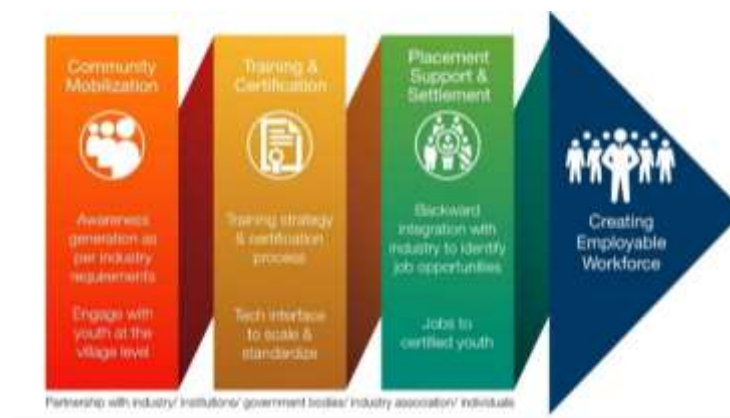 Community
Mobilization
Awareness
generation as
per industry
requirements
Engage with
youth at the
village level
Training &
Certification
Training strategy
& certification
process
Tech interface
to scale &
standardize
Placement
Support &
Settlement
Backward
integration with
industry to identify
job opportunities
Jobs to
certified youth
Creating
Employable
Workforce
Partnership with industry/ institutions/ government bodies/ industry association/ individuals